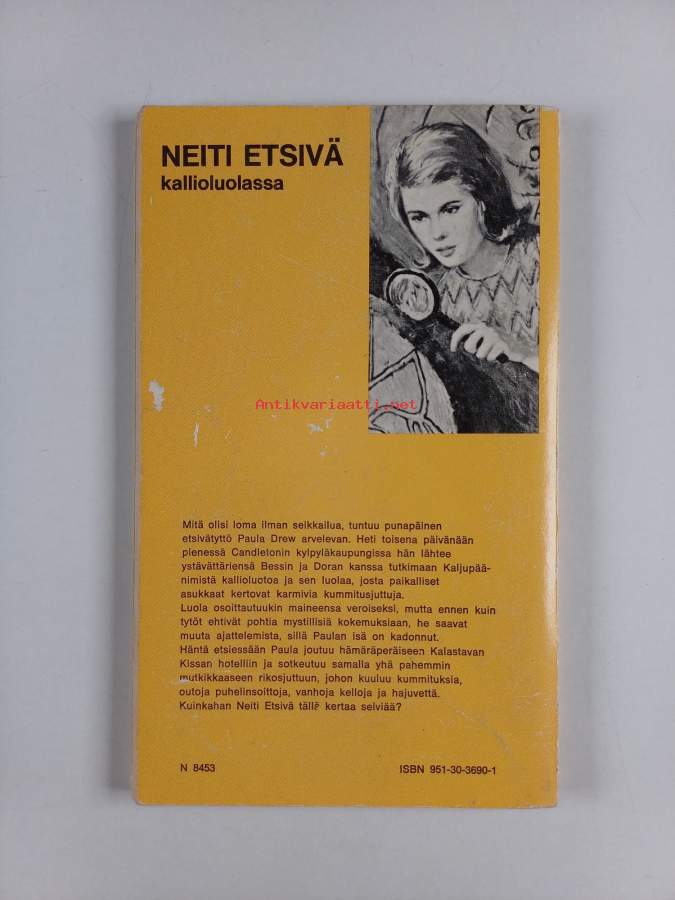 NEITI ETSIVÄ
kallioluolassa
Antikvariaatti.net
Mitä olisi loma ilman seikkailua, tuntuu punapäinen
etsivätyttö Paula Drew arvelevan. Heti toisena päivänään
pienessä Candletonin kylpyläkaupungissa hän lähtee
ystävättäriensä Bessin ja Doran kanssa tutkimaan Kaljupää-
nimistä kallioluotoa ja sen luolaa, josta paikalliset
asukkaat kertovat karmivia kummitusjuttuja.
Luola osoittautuukin maineensa veroiseksi, mutta ennen kuin
tytöt ehtivät pohtia mystillisiä kokemuksiaan, he saavat
muuta ajattelemista, sillä Paulan isä on kadonnut.
Häntä etsiessään Paula joutuu hämäräperäiseen Kalastavan
Kissan hotelliin ja sotkeutuu samalla yhä pahemmin
mutkikkaaseen rikosjuttuun, johon kuuluu kummituksia,
outoja puhelinsoittoja, vanhoja kelloja ja hajuvettä.
Kuinkahan Neiti Etsivä tällä kertaa selviää?
N 8453
ISBN 951-30-3690-1